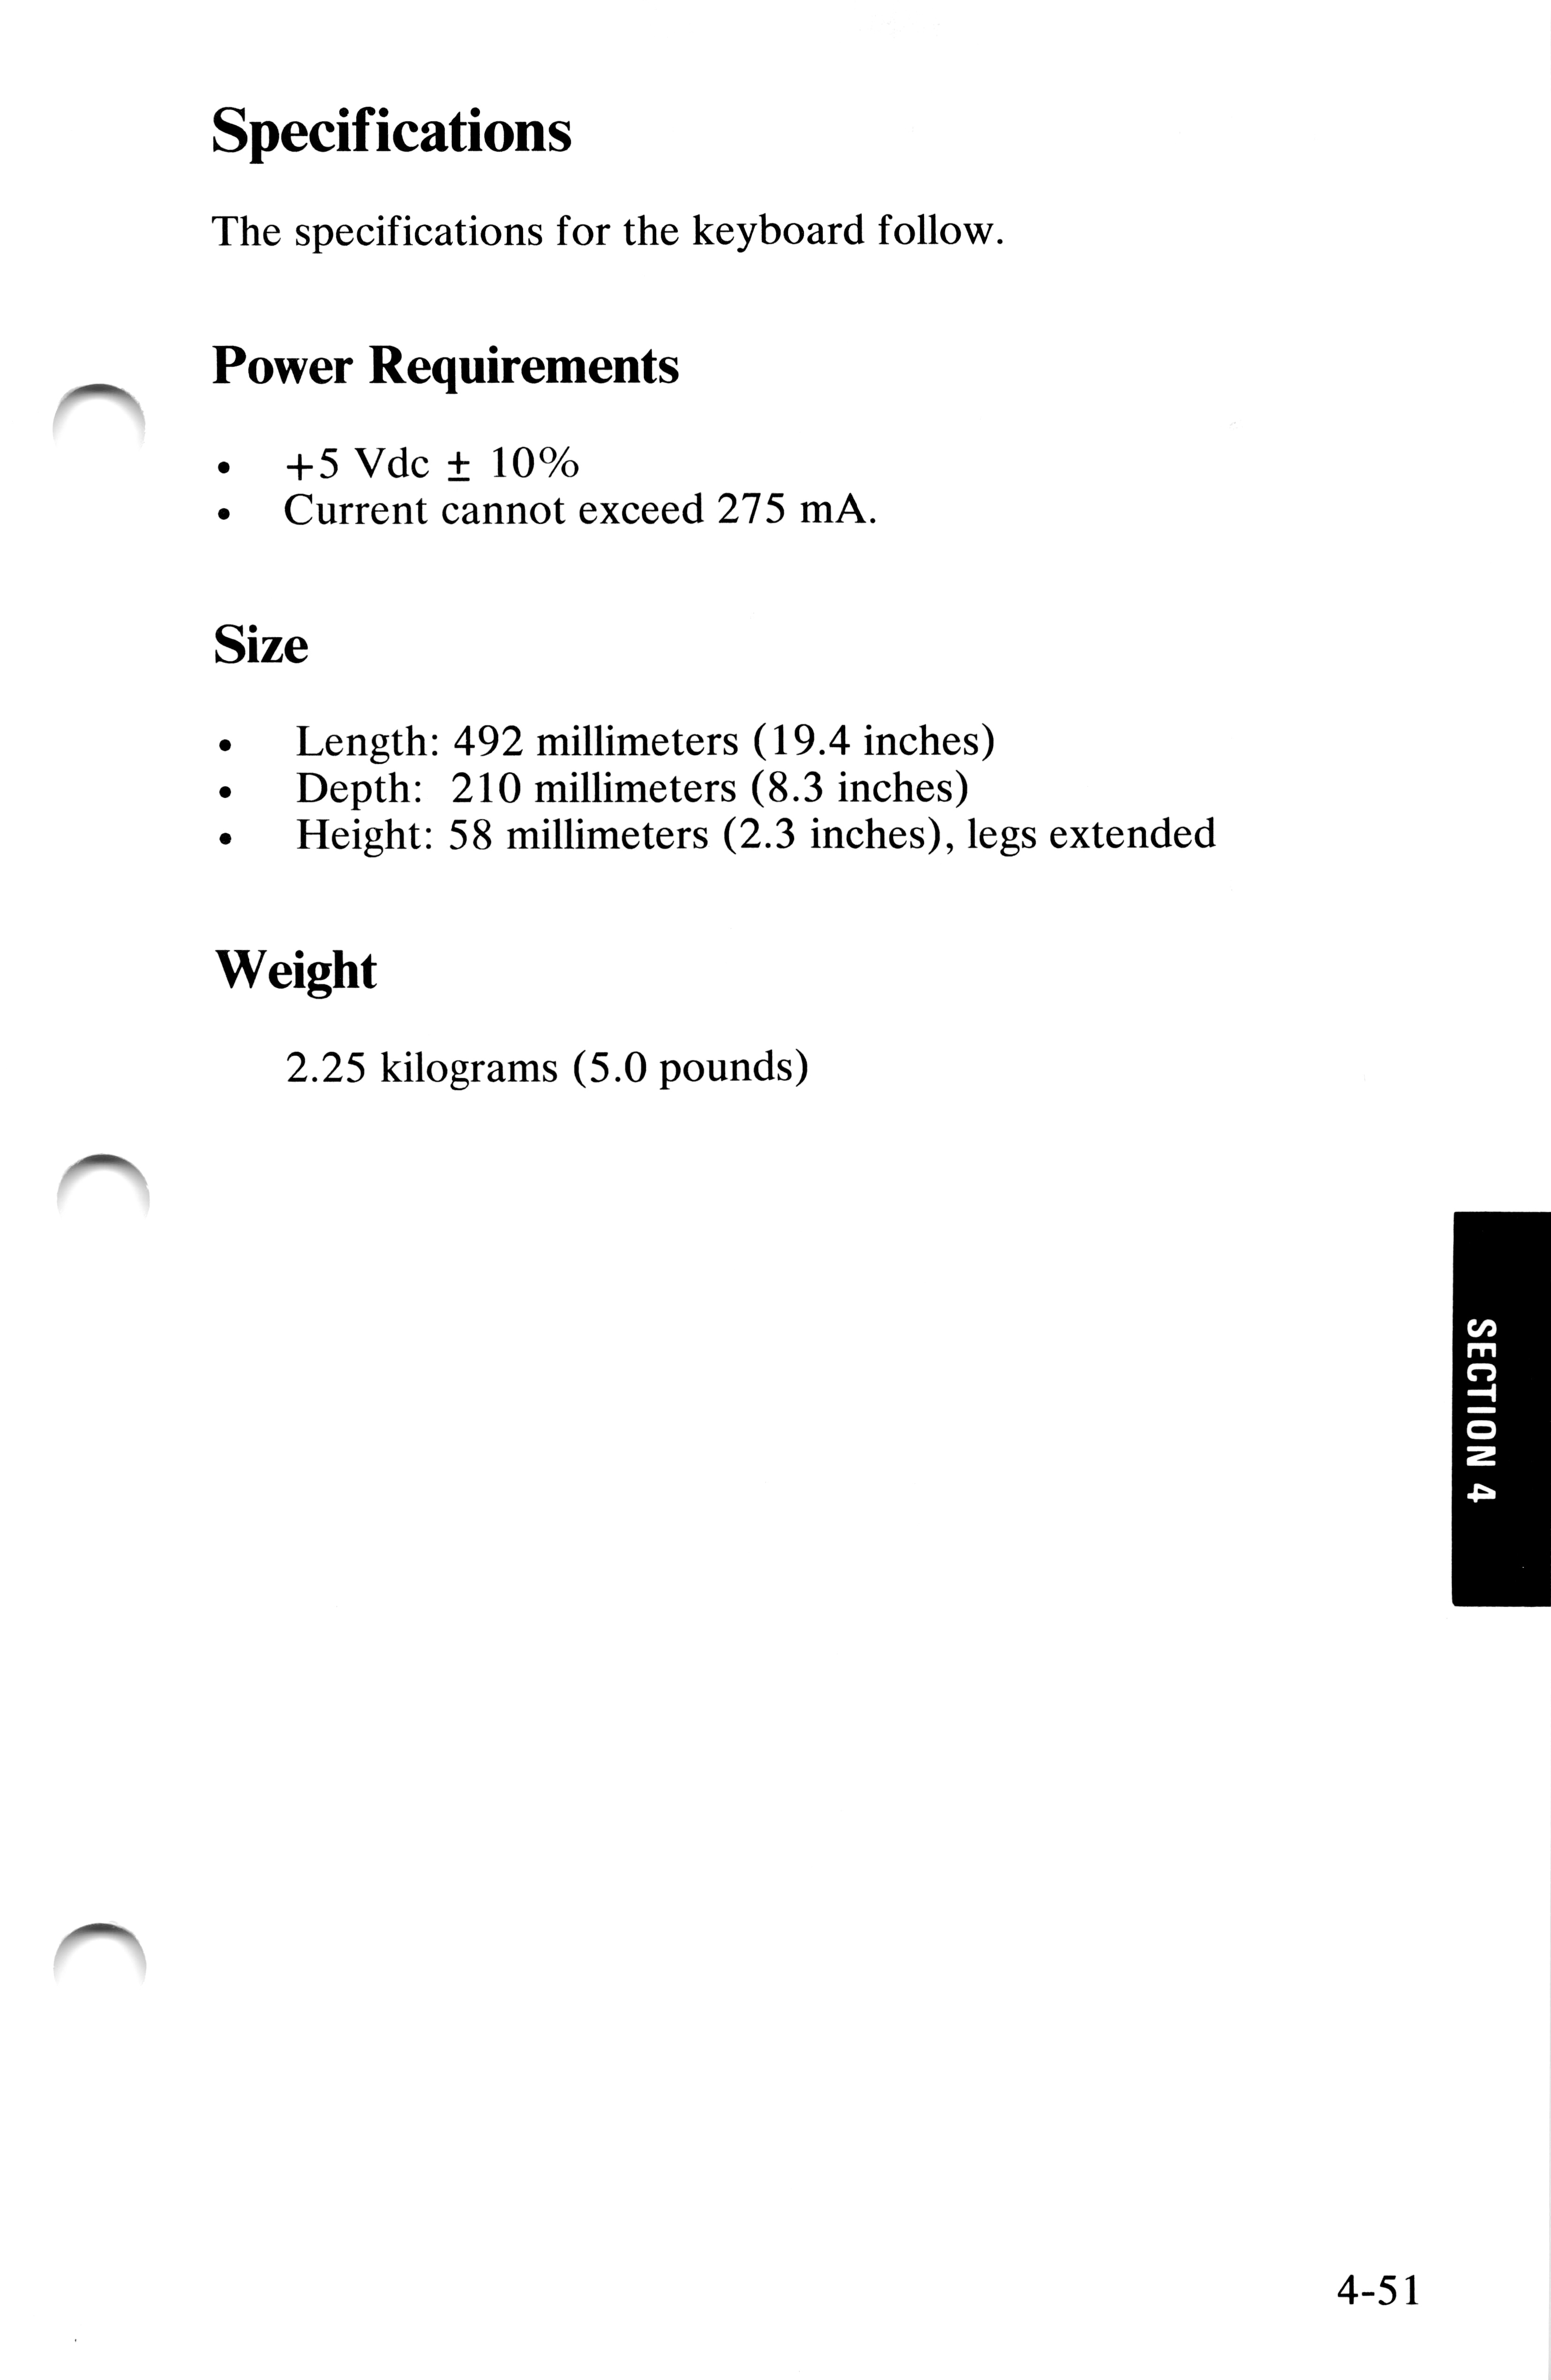 Specifications
The specifications for the keyboard follow.
Power Requirements
• +5 Vdc ± 10%
• Current cannot exceed 275 mA.
Size
• Length: 492 millimeters (19.4 inches)
• Depth: 210 millimeters (8.3 inches)
• Height: 58 millimeters (2.3 inches), legs extended
Weight
2.25 kilograms (5.0 pounds)
SECTION 4
4-51